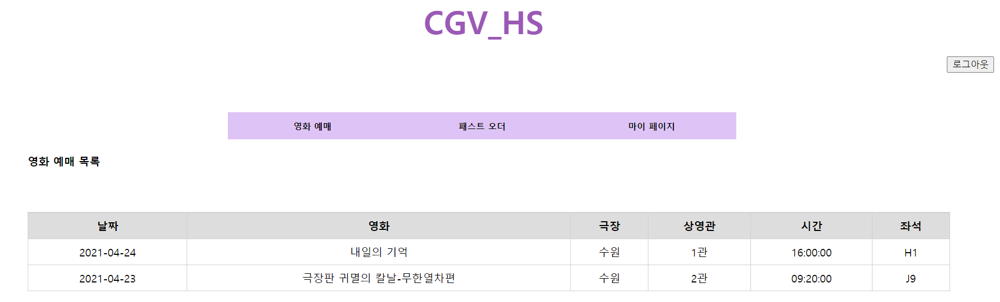 CGV_HS
로그아웃
영화 예매 패스트 오더 마이 페이지
영화 예매 목록
날짜 영화 극장 상영관 시간 좌석
2021-04-24 내일의 기억 수원 1관 16:00:00 H1
2021-04-23 극장판 귀멸의 칼날-무한열차편 수원 2관 09:20:00 J9